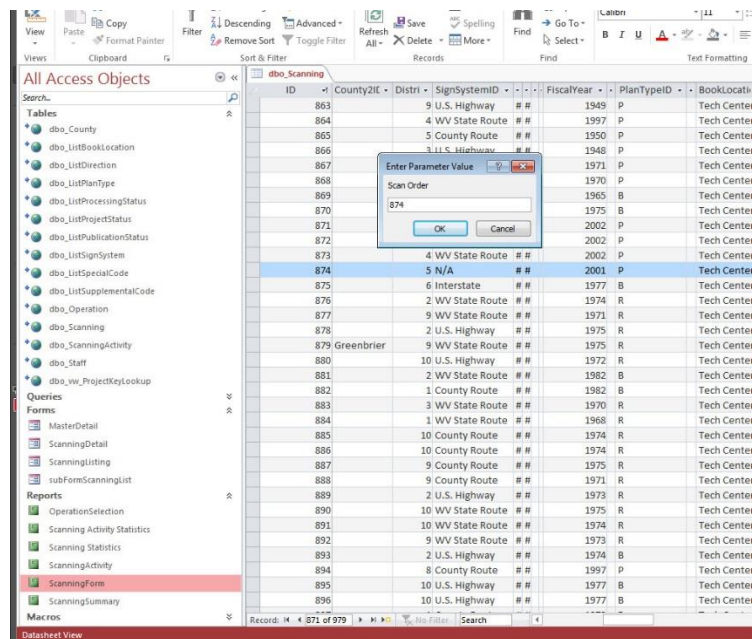 Calibri 11
View Paste Copy Format Painter Filter Descending Remove Sort Advanced Toggle Filter Refresh All Save Delete Spelling More Find Go To Select B I U A
Views Clipboard Sort & Filter Records Find Text Formatting
All Access Objects
Search...
Tables
dbo_County
dbo_ListBookLocation
dbo_ListDirection
dbo_ListPlanType
dbo_ListProcessingStatus
dbo_ListProjectStatus
dbo_ListPublicationStatus
dbo_ListSignSystem
dbo_ListSpecialCode
dbo_ListSupplementalCode
dbo_Operation
dbo_Scanning
dbo_ScanningActivity
dbo_Staff
dbo_vw_ProjectKeyLookup
Queries
Forms
MasterDetail
ScanningDetail
ScanningListing
subFormScanningList
Reports
OperationSelection
Scanning Activity Statistics
Scanning Statistics
ScanningActivity
ScanningForm
ScanningSummary
Macros
dbo_Scanning
ID County2IE Distri SignSystemID FiscalYear PlanTypeID BookLocati
863 9 U.S. Highway # # 1949 P Tech Center
864 4 WV State Route # # 1997 P Tech Center
865 5 County Route # # 1950 P Tech Center
866 3 U.S. Highway # # 1948 P Tech Center
867 1971 P Tech Center
868 1970 P Tech Center
869 1965 B Tech Center
870 1975 B Tech Center
871 2002 P Tech Center
872 2002 P Tech Center
873 4 WV State Route # # 2002 P Tech Center
874 5 N/A # # 2001 P Tech Center
875 6 Interstate # # 1977 B Tech Center
876 2 WV State Route # # 1974 R Tech Center
877 9 WV State Route # # 1971 R Tech Center
878 2 U.S. Highway # # 1975 R Tech Center
879 Greenbrier 9 WV State Route # # 1975 R Tech Center
880 10 U.S. Highway # # 1972 R Tech Center
881 2 WV State Route # # 1982 B Tech Center
882 1 County Route # # 1982 B Tech Center
883 3 WV State Route # # 1970 R Tech Center
884 1 WV State Route # # 1968 R Tech Center
885 10 County Route # # 1974 R Tech Center
886 10 County Route # # 1974 R Tech Center
887 9 County Route # # 1975 R Tech Center
888 9 County Route # # 1971 R Tech Center
889 2 U.S. Highway # # 1973 R Tech Center
890 10 WV State Route # # 1975 R Tech Center
891 10 WV State Route # # 1974 R Tech Center
892 9 WV State Route # # 1973 R Tech Center
893 2 U.S. Highway # # 1974 B Tech Center
894 8 County Route # # 1997 P Tech Center
895 10 U.S. Highway # # 1977 B Tech Center
896 10 U.S. Highway # # 1977 B Tech Center
Enter Parameter Value
Scan Order
874
OK Cancel
Record: 871 of 979 No Filter Search
Datasheet View